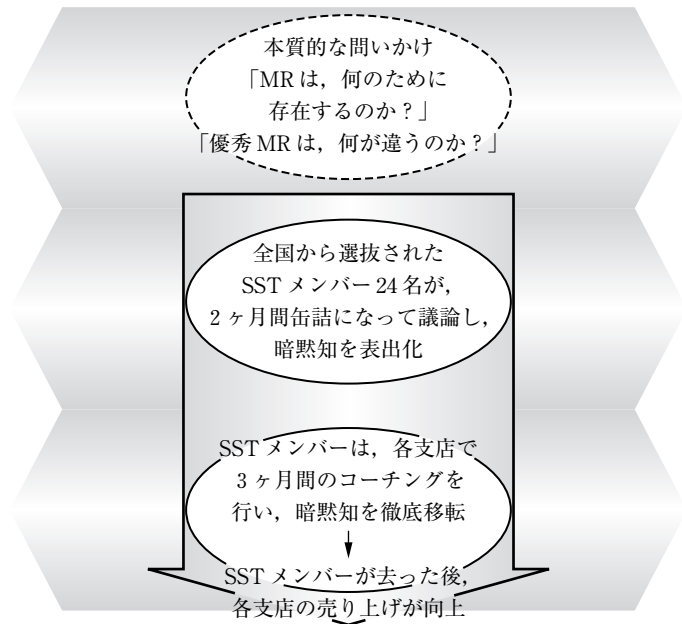 本質的な問いかけ
「MRは，何のために
存在するのか？」
「優秀MRは，何が違うのか？」
全国から選抜された
SSTメンバー24名が，
2ヶ月間缶詰になって議論し，
暗黙知を表出化
SSTメンバーは，各支店で
3ヶ月間のコーチングを
行い，暗黙知を徹底移転
SSTメンバーが去った後，
各支店の売り上げが向上